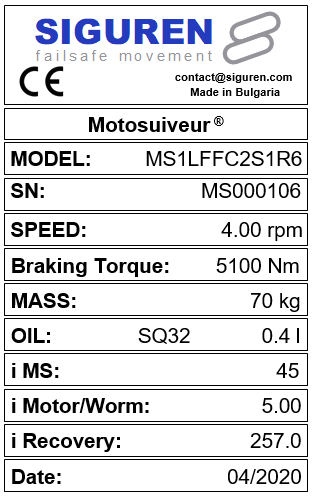 SIGUREN
failsafe movement
CE
contact@siguren.com
Made in Bulgaria
Motosuiveur ®
MODEL: MS1LFFC2S1R6
SN: MS000106
SPEED: 4.00 rpm
Braking Torque: 5100 Nm
MASS: 70 kg
OIL: SQ32 0.4 l
i MS: 45
i Motor/Worm: 5.00
i Recovery: 257.0
Date: 04/2020